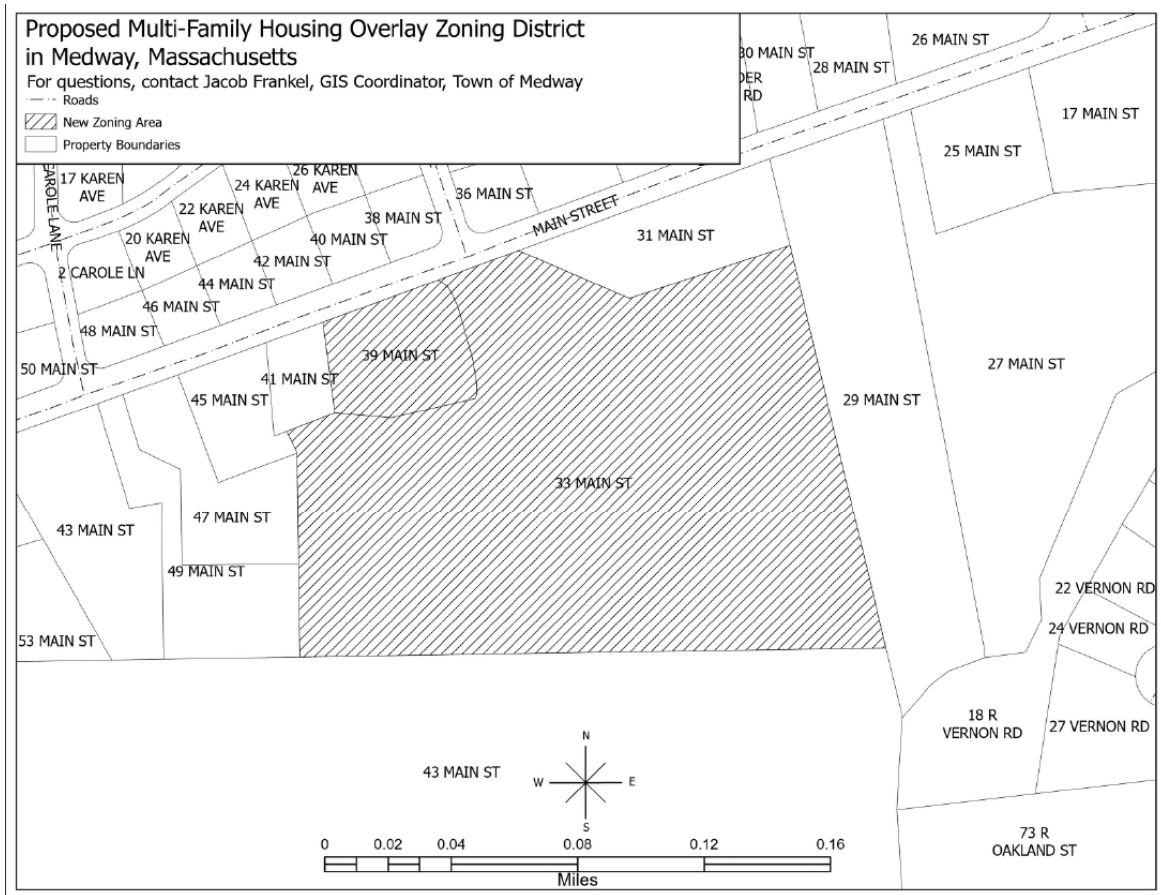 Proposed Multi-Family Housing Overlay Zoning District
in Medway, Massachusetts
For questions, contact Jacob Frankel, GIS Coordinator, Town of Medway
Roads
New Zoning Area
Property Boundaries
30 MAIN ST
26 MAIN ST
28 MAIN ST
DER
RD
17 MAIN ST
25 MAIN ST
CAROLE LANE
17 KAREN
AVE
26 KAREN
AVE
24 KAREN
AVE
22 KAREN
AVE
20 KAREN
AVE
36 MAIN ST
38 MAIN ST
MAIN STREET
31 MAIN ST
40 MAIN ST
42 MAIN ST
2 CAROLE LN
44 MAIN ST
46 MAIN ST
48 MAIN ST
50 MAIN ST
39 MAIN ST
41 MAIN ST
45 MAIN ST
27 MAIN ST
29 MAIN ST
33 MAIN ST
47 MAIN ST
43 MAIN ST
49 MAIN ST
53 MAIN ST
22 VERNON RD
24 VERNON RD
18 R
VERNON RD
27 VERNON RD
43 MAIN ST
N
W E
S
73 R
OAKLAND ST
0 0.02 0.04 0.08 0.12 0.16
Miles